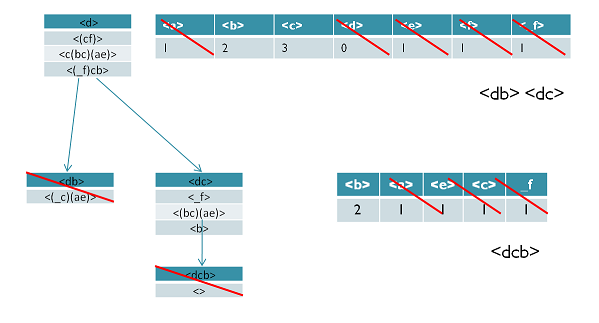 <d>
<(cf)>
<c(bc)(ae)>
<(_f)cb>
<a> <b> <c> <d> <e> <f> <_f>
1 2 3 0 1 1 1
<db> <dc>
<db>
<(_c)(ae)>
<dc>
<_f>
<(bc)(ae)>
<b>
<dcb>
<>
<b> <a> <e> <c> _f
2 1 1 1 1
<dcb>